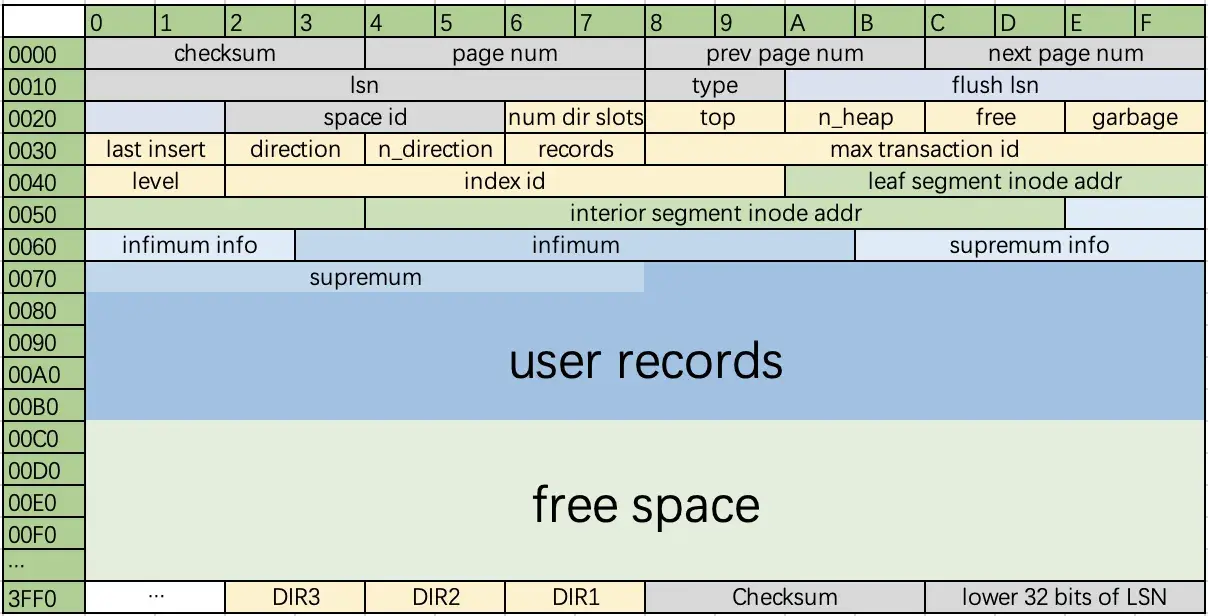 0 1 2 3 4 5 6 7 8 9 A B C D E F
0000 checksum page num prev page num next page num
0010 lsn type flush lsn
0020 space id num dir slots top n_heap free garbage
0030 last insert direction n_direction records max transaction id
0040 level index id leaf segment inode addr
0050 interior segment inode addr
0060 infimum info infimum supremum info
0070 supremum
0080
0090 user records
00A0
00B0
00C0
00D0
00E0 free space
00F0
...
3FF0 ... DIR3 DIR2 DIR1 Checksum lower 32 bits of LSN